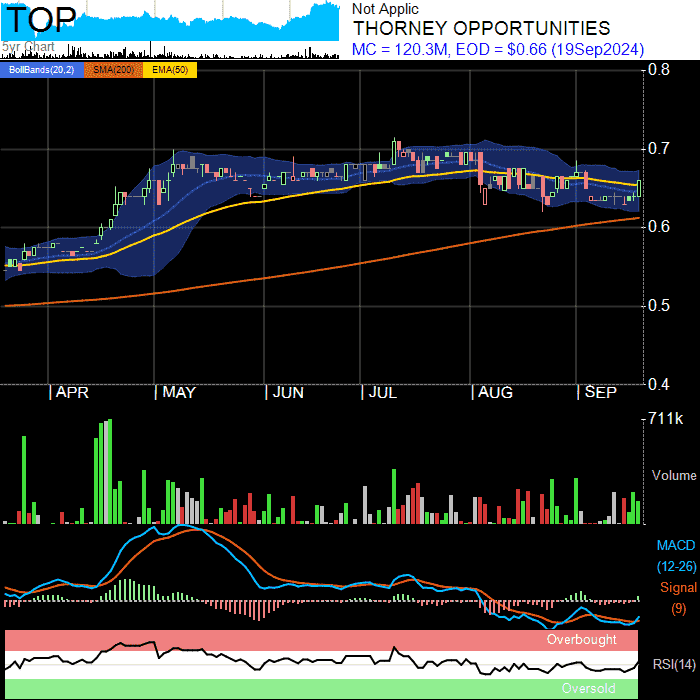 TOP
5yr Chart
Not Applic
THORNEY OPPORTUNITIES
MC = 120.3M, EOD = $0.66 (19Sep2024)
BollBands(20,2) SMA(200) EMA(50)
0.8
0.7
0.6
0.5
0.4
APR MAY JUN JUL AUG SEP
711k
Volume
MACD
(12-26)
Signal
(9)
Overbought
RSI(14)
Oversold